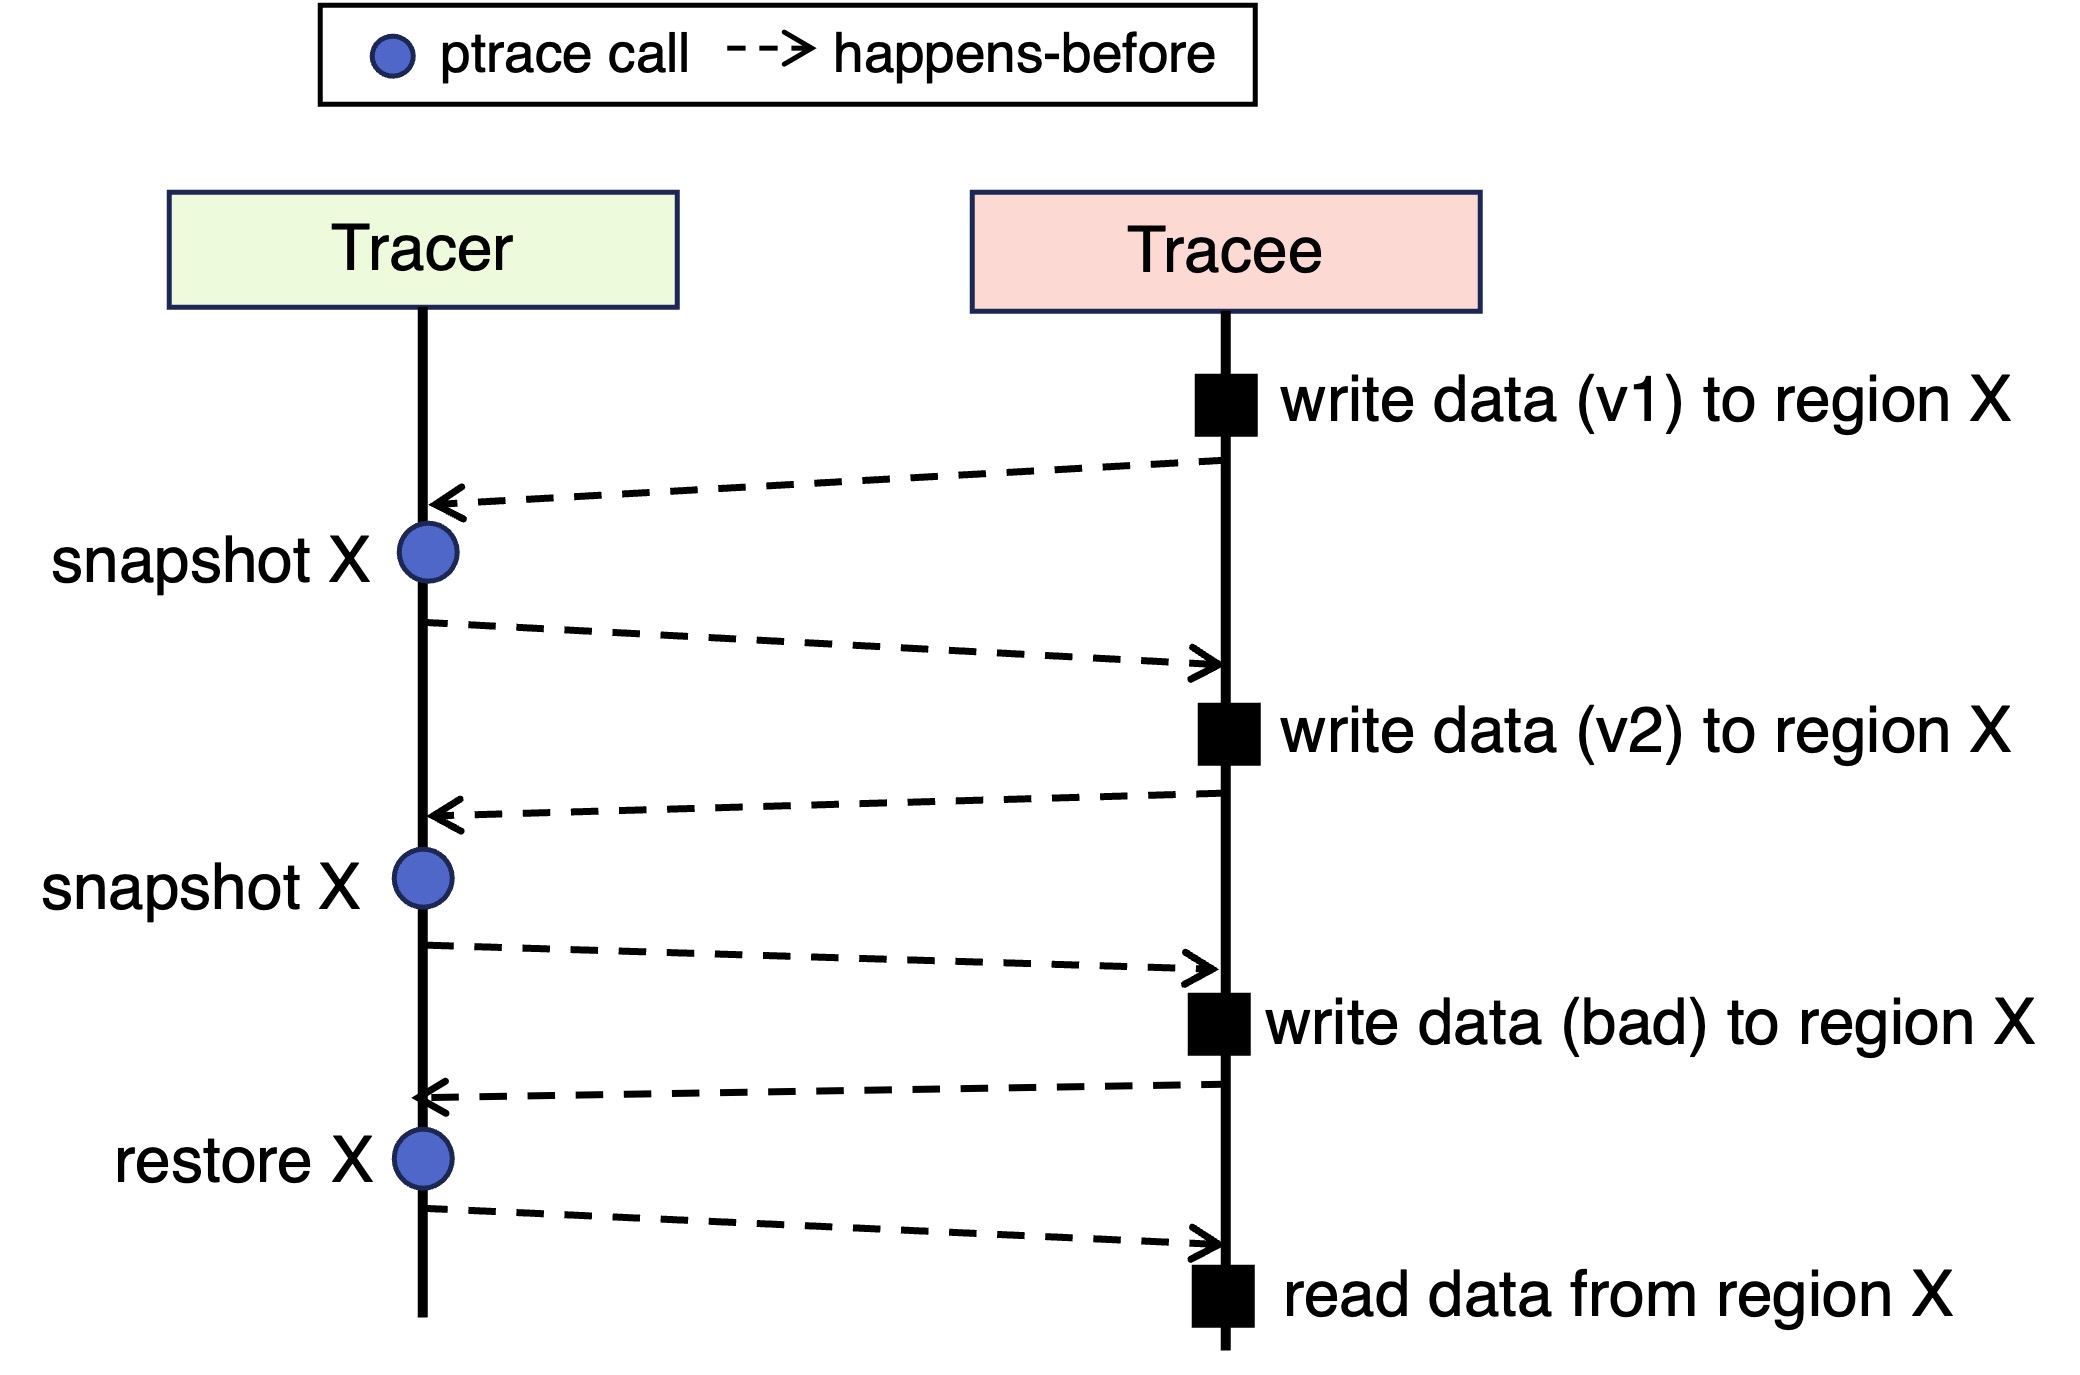 ptrace call happens-before
Tracer
Tracee
write data (v1) to region X
snapshot X
write data (v2) to region X
snapshot X
write data (bad) to region X
restore X
read data from region X